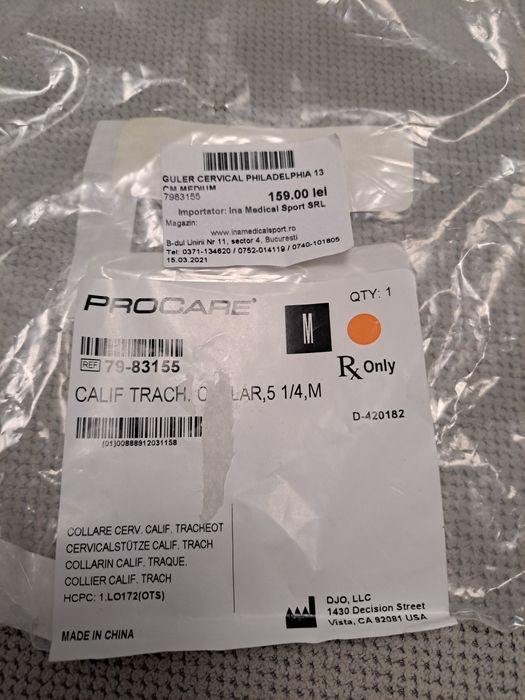 GULER CERVICAL PHILADELPHIA 13
CM MEDIUM
7983155
159.00 lei
Importator: Ina Medical Sport SRL
Magazin:
www.inamedicalsport.ro
B-dul Unirii Nr 11, sector 4, Bucuresti
Tel: 0371-134620 / 0752-014119 / 0740-101805
15.03.2021
PROCARE®
M
QTY: 1
REF 79-83155
Rx Only
CALIF TRACH. C LAR,5 1/4,M
D-420182
(01)00888912031158
COLLARE CERV. CALIF. TRACHEOT
CERVICALSTÜTZE CALIF. TRACH
COLLARIN CALIF. TRAQUE.
COLLIER CALIF. TRACH
HCPC: 1.LO172(OTS)
DJO, LLC
1430 Decision Street
Vista, CA 92081 USA
MADE IN CHINA